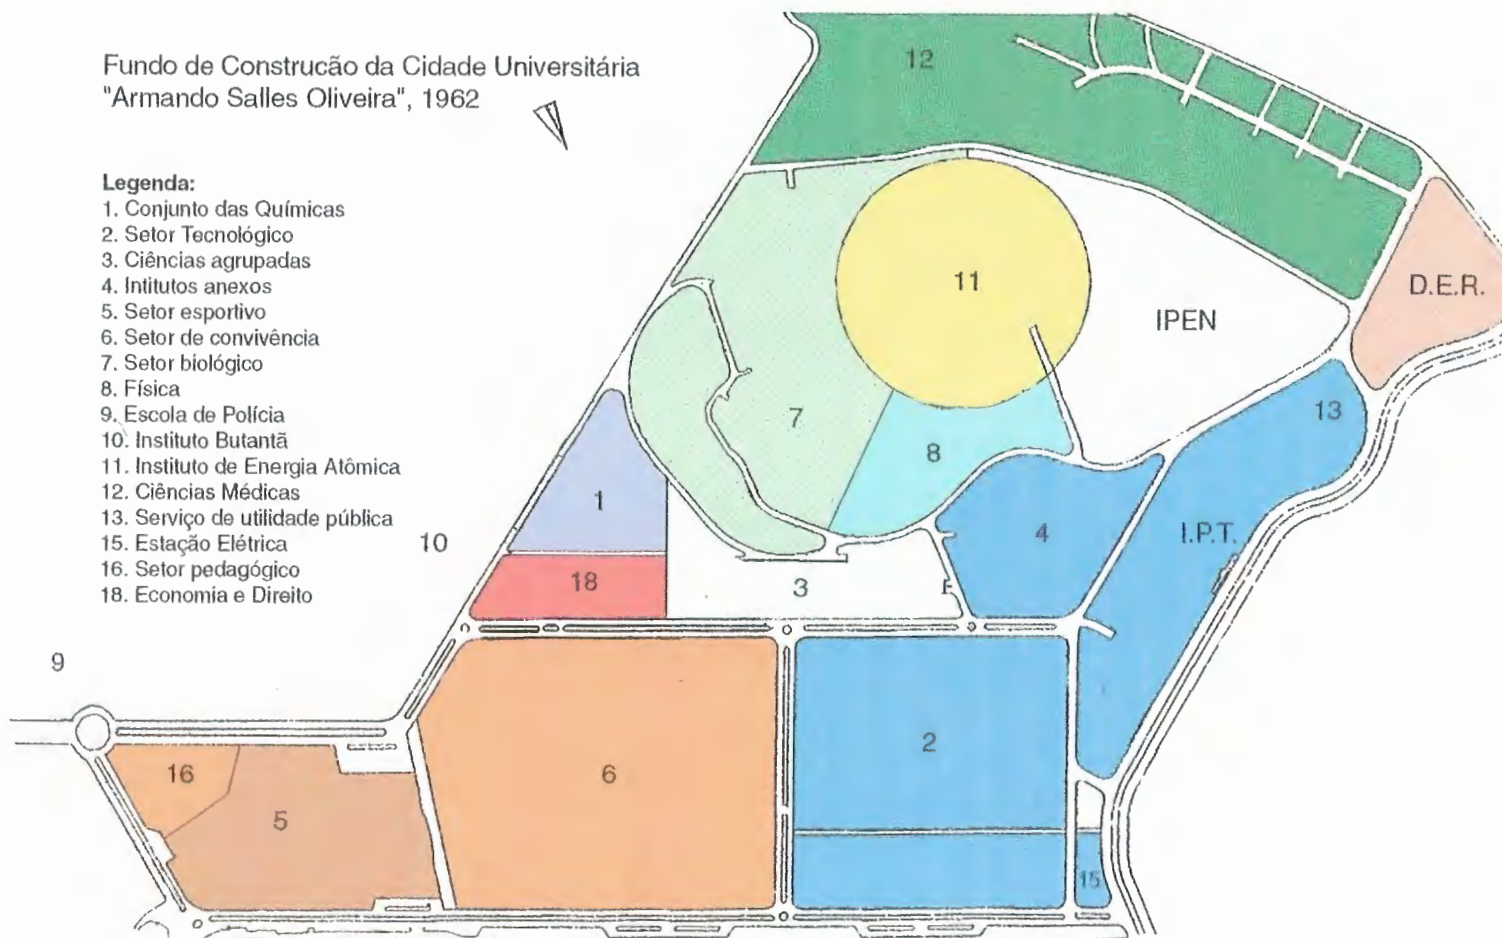 Fundo de Construcão da Cidade Universitária
"Armando Salles Oliveira", 1962
Legenda:
1. Conjunto das Químicas
2. Setor Tecnológico
3. Ciências agrupadas
4. Intitutos anexos
5. Setor esportivo
6. Setor de convivência
7. Setor biológico
8. Física
9. Escola de Polícia
10. Instituto Butantã
11. Instituto de Energia Atômica
12. Ciências Médicas
13. Serviço de utilidade pública
15. Estação Elétrica
16. Setor pedagógico
18. Economia e Direito
12
11
IPEN
D.E.R.
13
7
8
1
4
I.P.T.
10
18
3
9
2
16
6
5
15